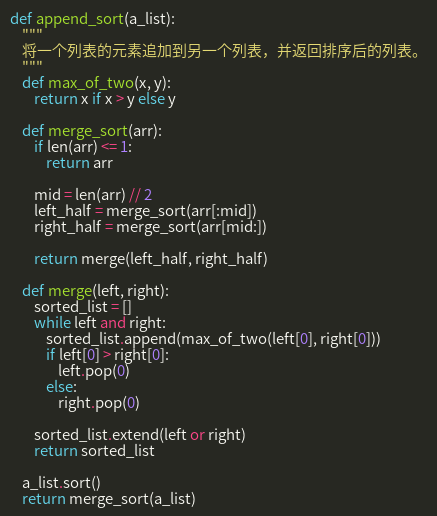 def append_sort(a_list):
"""
将一个列表的元素追加到另一个列表，并返回排序后的列表。
"""
def max_of_two(x, y):
return x if x > y else y
def merge_sort(arr):
if len(arr) <= 1:
return arr
mid = len(arr) // 2
left_half = merge_sort(arr[:mid])
right_half = merge_sort(arr[mid:])
return merge(left_half, right_half)
def merge(left, right):
sorted_list = []
while left and right:
sorted_list.append(max_of_two(left[0], right[0]))
if left[0] > right[0]:
left.pop(0)
else:
right.pop(0)
sorted_list.extend(left or right)
return sorted_list
a_list.sort()
return merge_sort(a_list)